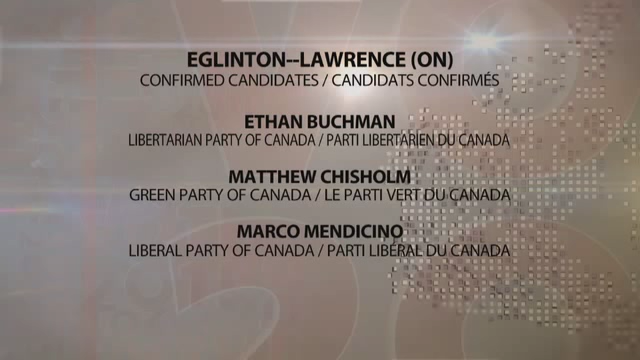 EGLINTON--LAWRENCE (ON)
CONFIRMED CANDIDATES / CANDIDATS CONFIRMÉS
ETHAN BUCHMAN
LIBERTARIAN PARTY OF CANADA / PARTI LIBERTARIEN DU CANADA
MATTHEW CHISHOLM
GREEN PARTY OF CANADA / LE PARTI VERT DU CANADA
MARCO MENDICINO
LIBERAL PARTY OF CANADA / PARTI LIBÉRAL DU CANADA